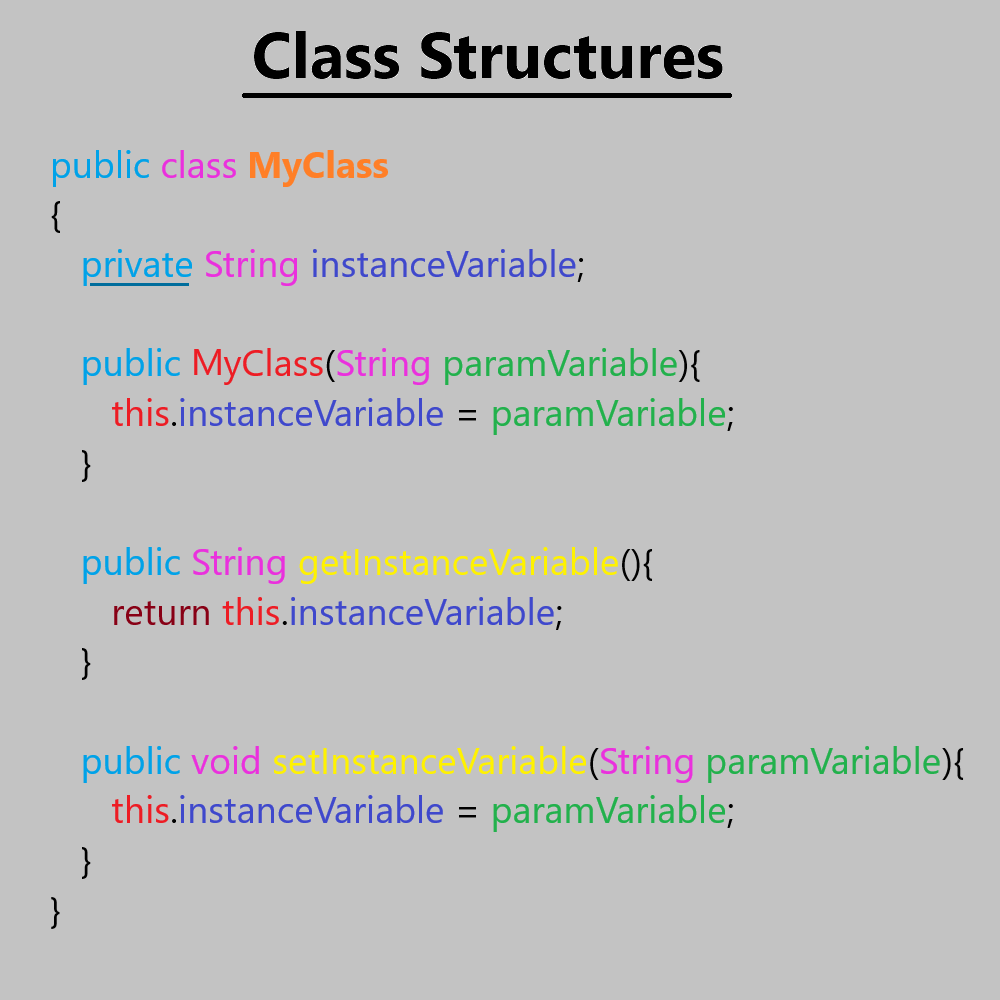 Class Structures
public class MyClass
{
private String instanceVariable;
public MyClass(String paramVariable){
this.instanceVariable = paramVariable;
}
public String getInstanceVariable(){
return this.instanceVariable;
}
public void setInstanceVariable(String paramVariable){
this.instanceVariable = paramVariable;
}
}